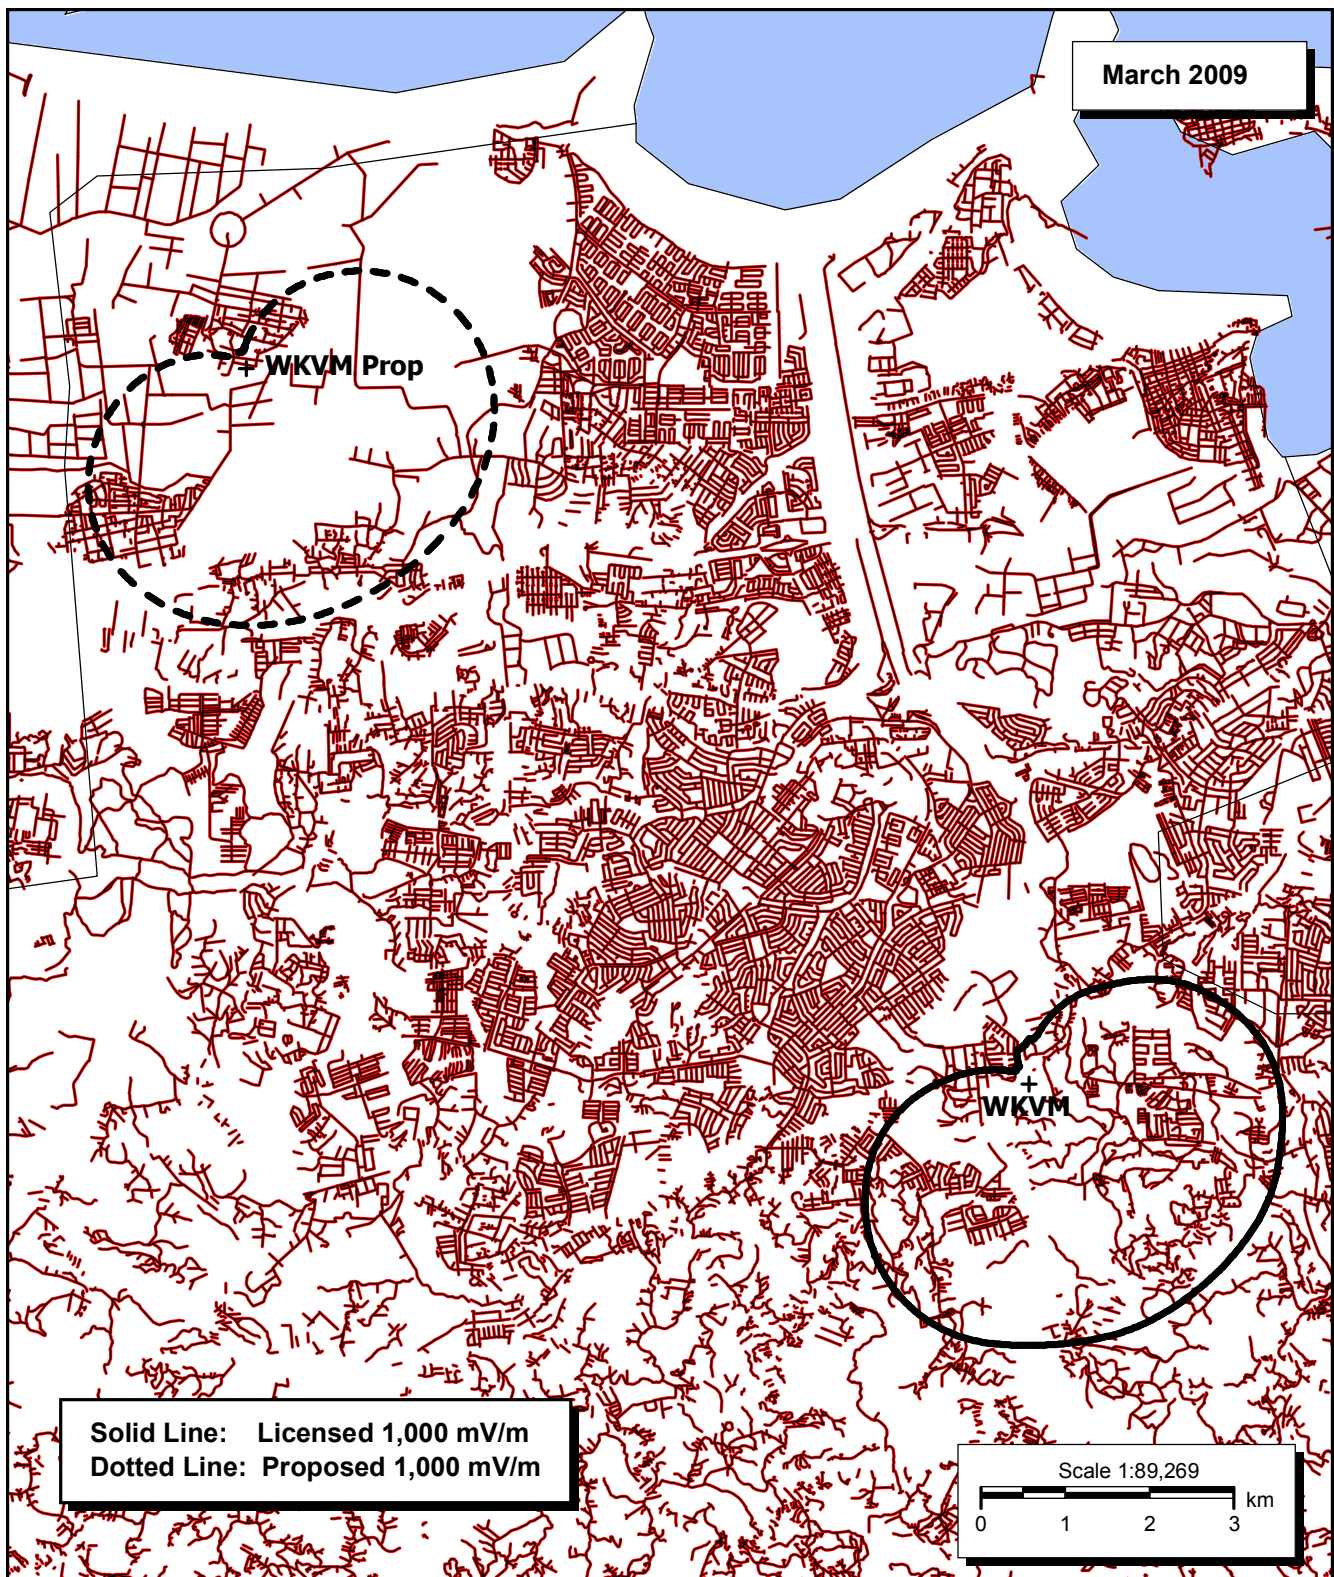 March 2009
WKVM Prop
WKVM
Solid Line: Licensed 1,000 mV/m
Dotted Line: Proposed 1,000 mV/m
Scale 1:89,269
km
0 1 2 3